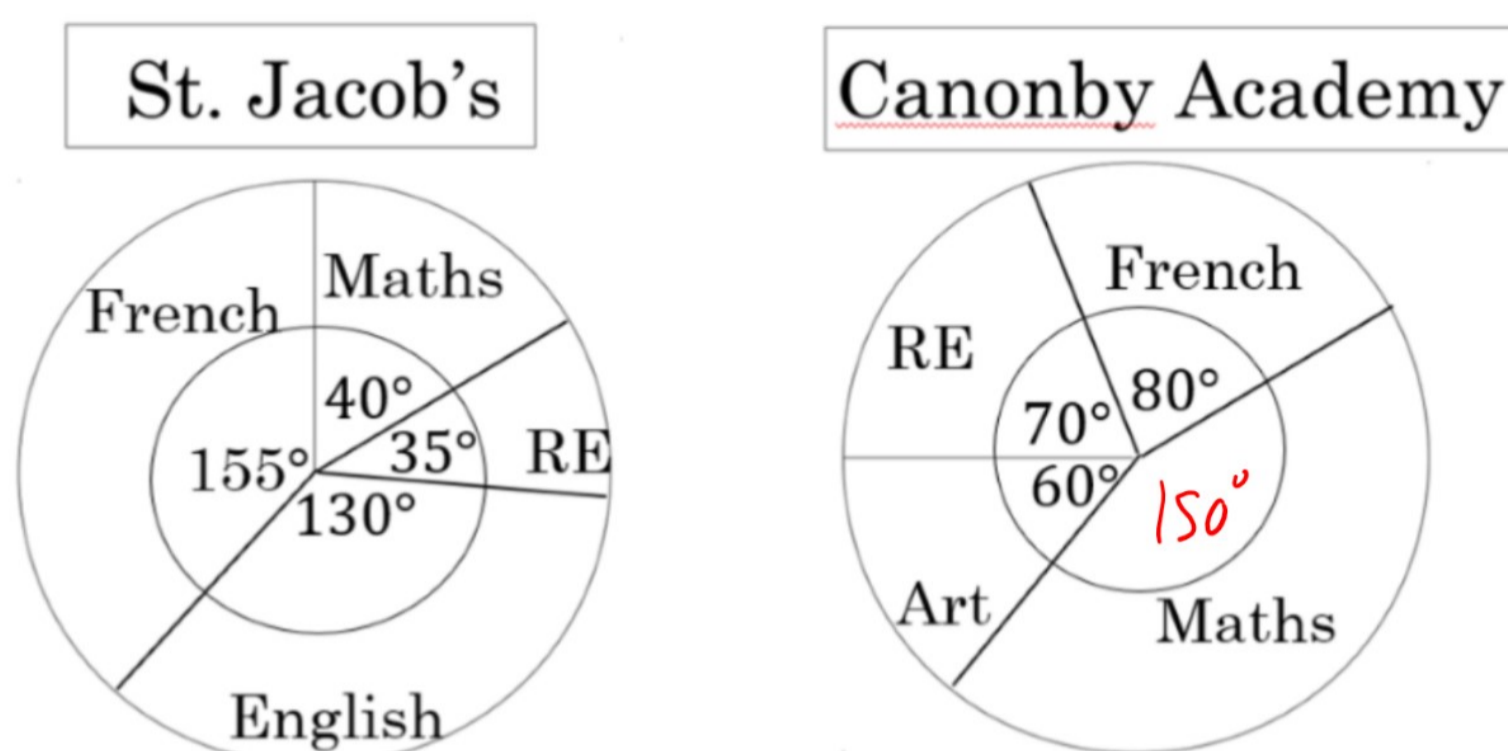 St. Jacob's
Canonby Academy
French
Maths
40°
35°
RE
155°
130°
English
French
RE
80°
70°
60°
150°
Art
Maths